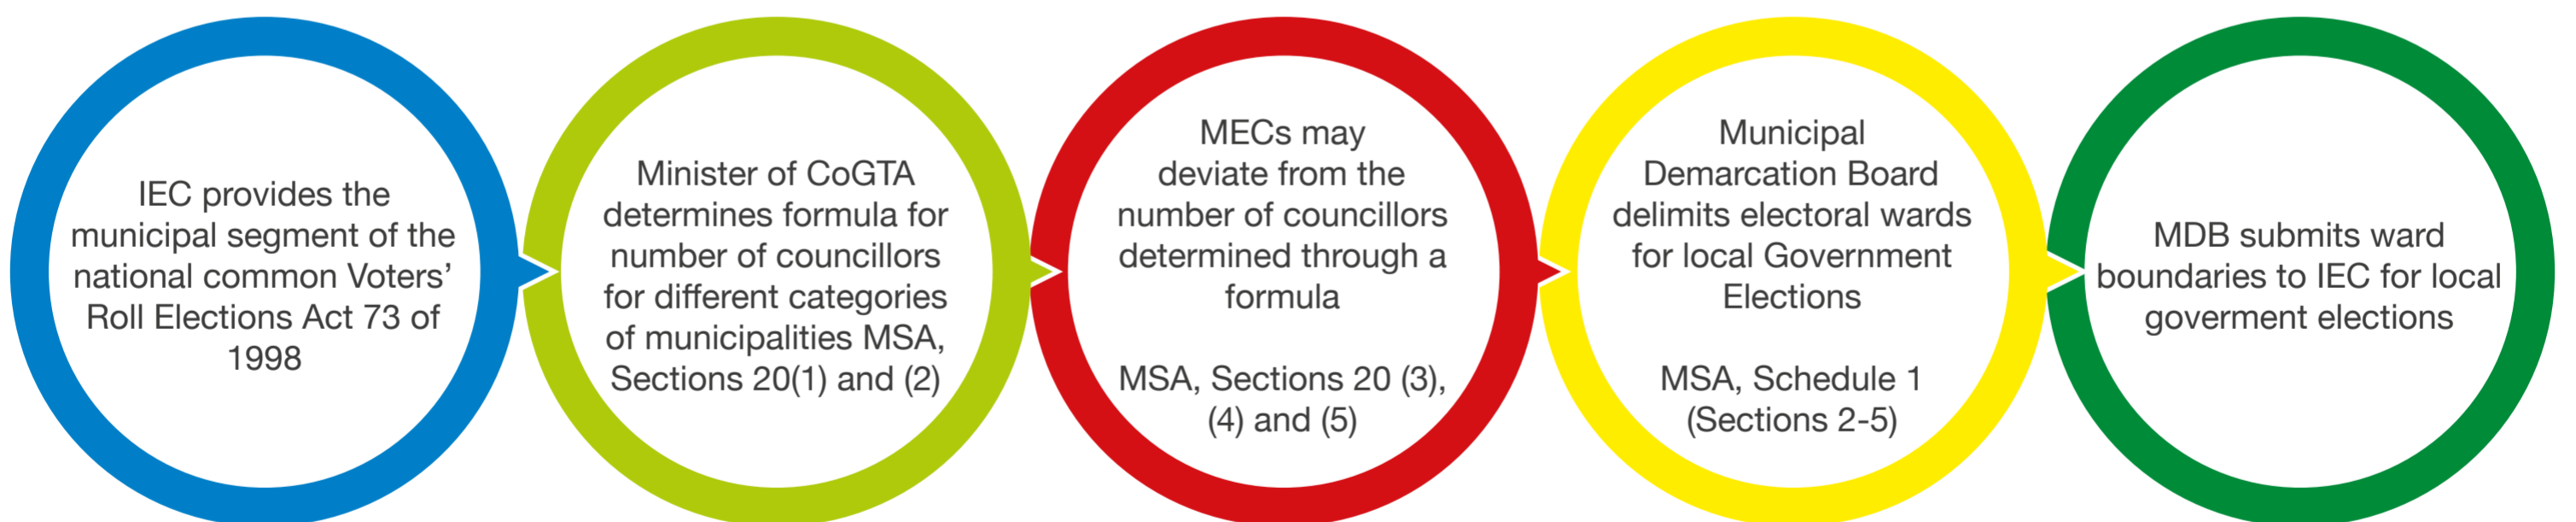 IEC provides the
municipal segment of the
national common Voters’
Roll Elections Act 73 of
1998
Minister of CoGTA
determines formula for
number of councillors
for different categories
of municipalities MSA,
Sections 20(1) and (2)
MECs may
deviate from the
number of councillors
determined through a
formula
MSA, Sections 20 (3),
(4) and (5)
Municipal
Demarcation Board
delimits electoral wards
for local Government
Elections
MSA, Schedule 1
(Sections 2-5)
MDB submits ward
boundaries to IEC for local
goverment elections